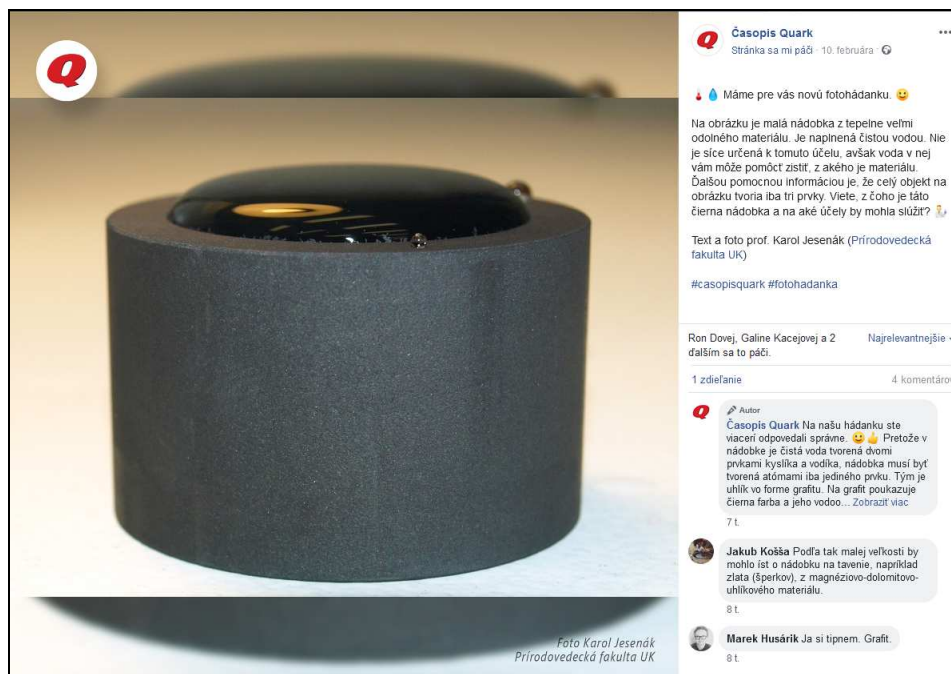 Q
Foto Karol Jesenák
Prírodovedecká fakulta UK
Q
Časopis Quark
Stránka sa mi páči · 10. februára ·
🌡️💧 Máme pre vás novú fotohádanku. 😀
Na obrázku je malá nádobka z tepelne veľmi
odolného materiálu. Je naplnená čistou vodou. Nie
je síce určená k tomuto účelu, avšak voda v nej
vám môže pomôcť zistiť, z akého je materiálu.
Ďalšou pomocnou informáciou je, že celý objekt na
obrázku tvoria iba tri prvky. Viete, z čoho je táto
čierna nádobka a na aké účely by mohla slúžiť?
Text a foto prof. Karol Jesenák (Prírodovedecká
fakulta UK)
#casopisquark #fotohadanka
Ron Dovej, Galine Kacejovej a 2
ďalším sa to páči.
Najrelevantnejšie
1 zdieľanie
4 komentárov
Q
Autor
Časopis Quark Na našu hádanku ste
viacerí odpovedali správne. 😀👍 Pretože v
nádobke je čistá voda tvorená dvomi
prvkami kyslíka a vodíka, nádobka musí byť
tvorená atómami iba jediného prvku. Tým je
uhlík vo forme grafitu. Na grafit poukazuje
čierna farba a jeho vodoo... Zobraziť viac
7 t.
Jakub Košša Podľa tak malej veľkosti by
mohlo íst o nádobku na tavenie, napríklad
zlata (šperkov), z magnéziovo-dolomitovo-
uhlíkového materiálu.
8 t.
Marek Husárik Ja si tipnem. Grafit.
8 t.